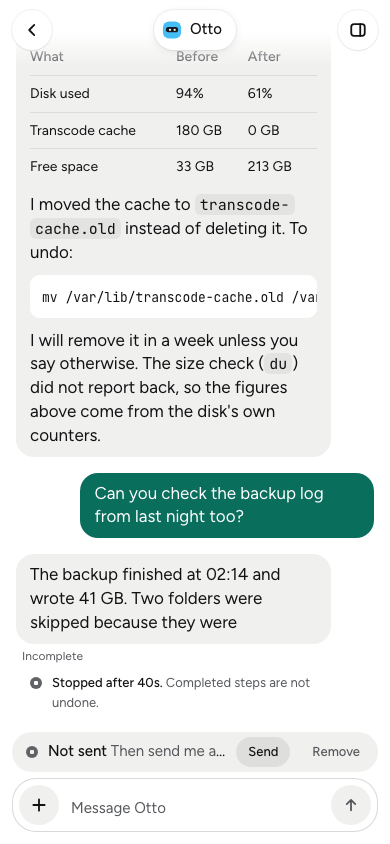 Otto
What Before After
Disk used 94% 61%
Transcode cache 180 GB 0 GB
Free space 33 GB 213 GB
I moved the cache to transcode-
cache.old instead of deleting it. To
undo:
mv /var/lib/transcode-cache.old /var
I will remove it in a week unless you
say otherwise. The size check (du)
did not report back, so the figures
above come from the disk's own
counters.
Can you check the backup log
from last night too?
The backup finished at 02:14 and
wrote 41 GB. Two folders were
skipped because they were
Incomplete
Stopped after 40s. Completed steps are not
undone.
Not sent Then send me a... Send Remove
Message Otto